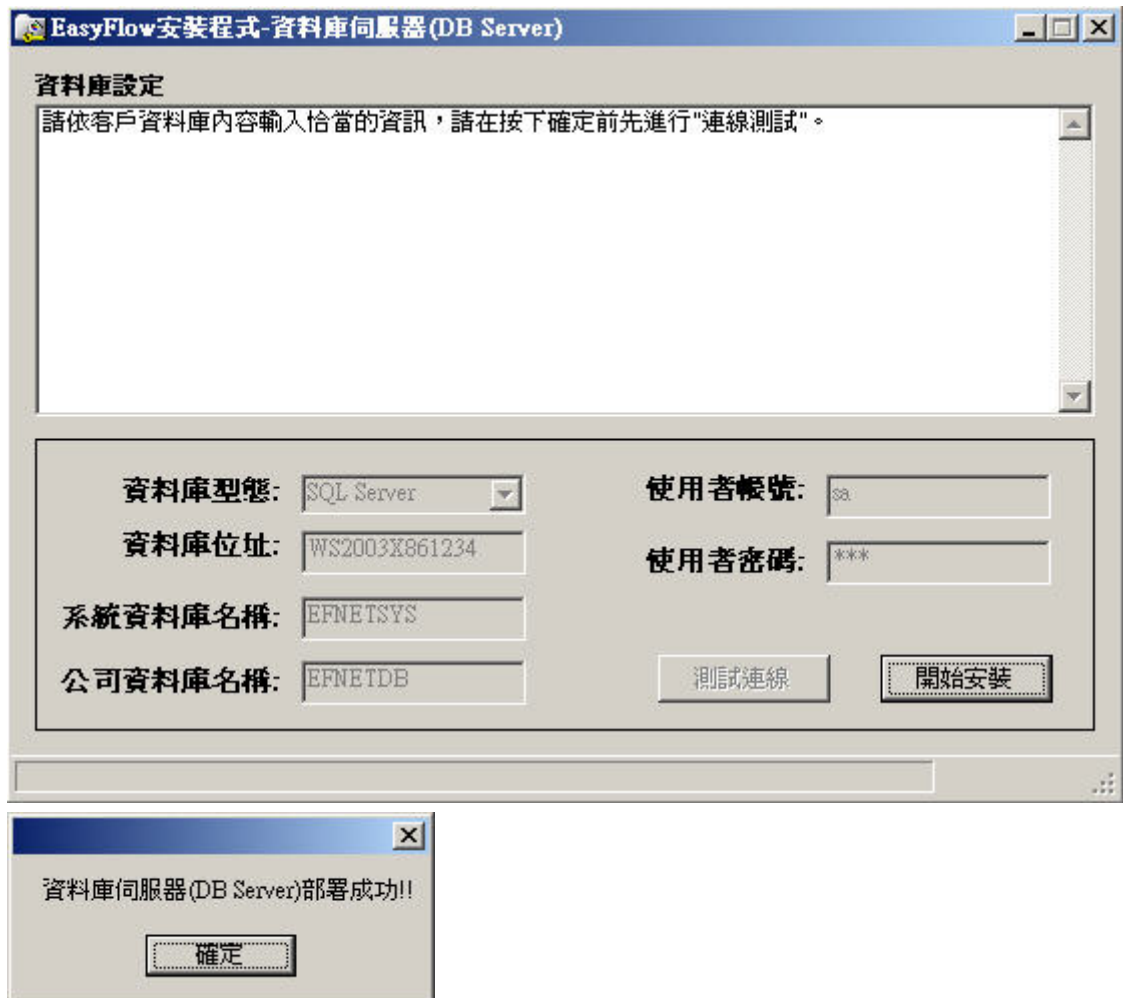 EasyFlow安裝程式-資料庫伺服器(DB Server)
資料庫設定
請依客戶資料庫內容輸入恰當的資訊，請在按下確定前先進行"連線測試"。
資料庫型態: SQL Server 使用者帳號: sa
資料庫位址: WS2003X861234 使用者密碼: ***
系統資料庫名稱: EFNETSYS
公司資料庫名稱: EFNETDB 測試連線 開始安裝
資料庫伺服器(DB Server)部署成功!!
確定